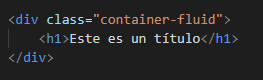 <div class="container-fluid">
    <h1>Este es un título</h1>
</div>